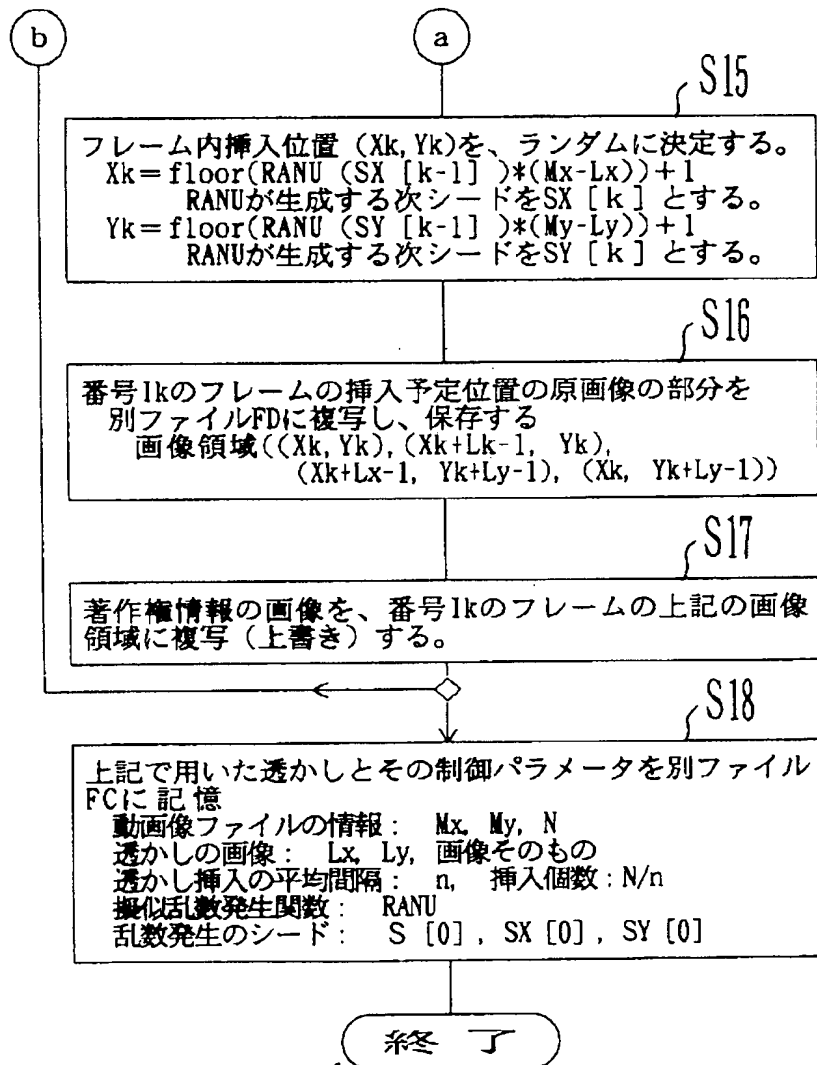 b
a
S15
フレーム内挿入位置 (Xk, Yk)を、ランダムに決定する。
Xk=floor(RANU (SX [k-1] )*(Mx-Lx))+1
RANUが生成する次シードをSX [k] とする。
Yk=floor(RANU (SY [k-1] )*(My-Ly))+1
RANUが生成する次シードをSY [k] とする。
S16
番号Ikのフレームの挿入予定位置の原画像の部分を
別ファイルFDに複写し、保存する
画像領域((Xk, Yk), (Xk+Lk-1, Yk),
(Xk+Lx-1, Yk+Ly-1), (Xk, Yk+Ly-1))
S17
著作権情報の画像を、番号Ikのフレームの上記の画像
領域に複写（上書き）する。
S18
上記で用いた透かしとその制御パラメータを別ファイル
FCに記憶
動画像ファイルの情報： Mx, My, N
透かしの画像： Lx, Ly, 画像そのもの
透かし挿入の平均間隔： n, 挿入個数：N/n
擬似乱数発生関数： RANU
乱数発生のシード： S [0] , SX [0] , SY [0]
終 了